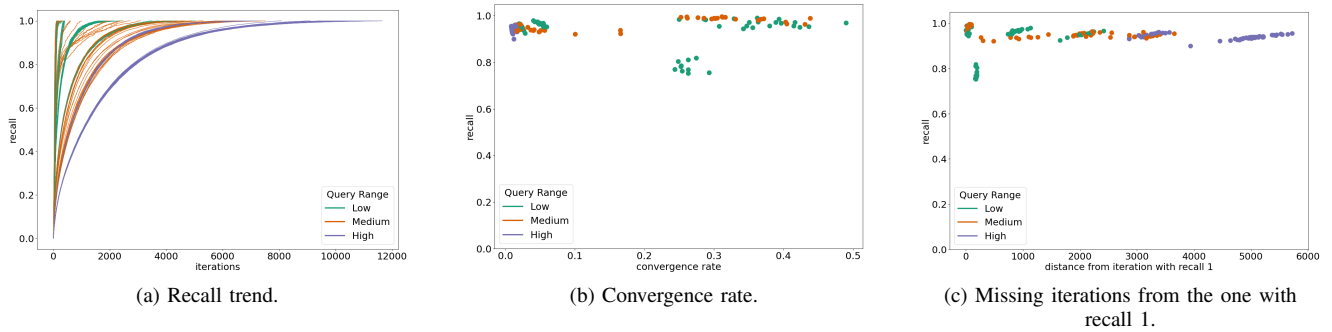 1.0
0.8
0.6
0.4
0.2
0.0
recall
0
2000
4000
6000
8000
10000
12000
iterations
Query Range
Low
Medium
High
(a) Recall trend.
1.0
0.8
0.6
0.4
0.2
0.0
recall
0.0
0.1
0.2
0.3
0.4
0.5
convergence rate
Query Range
Low
Medium
High
(b) Convergence rate.
1.0
0.8
0.6
0.4
0.2
0.0
recall
0
1000
2000
3000
4000
5000
6000
distance from iteration with recall 1
Query Range
Low
Medium
High
(c) Missing iterations from the one with
recall 1.